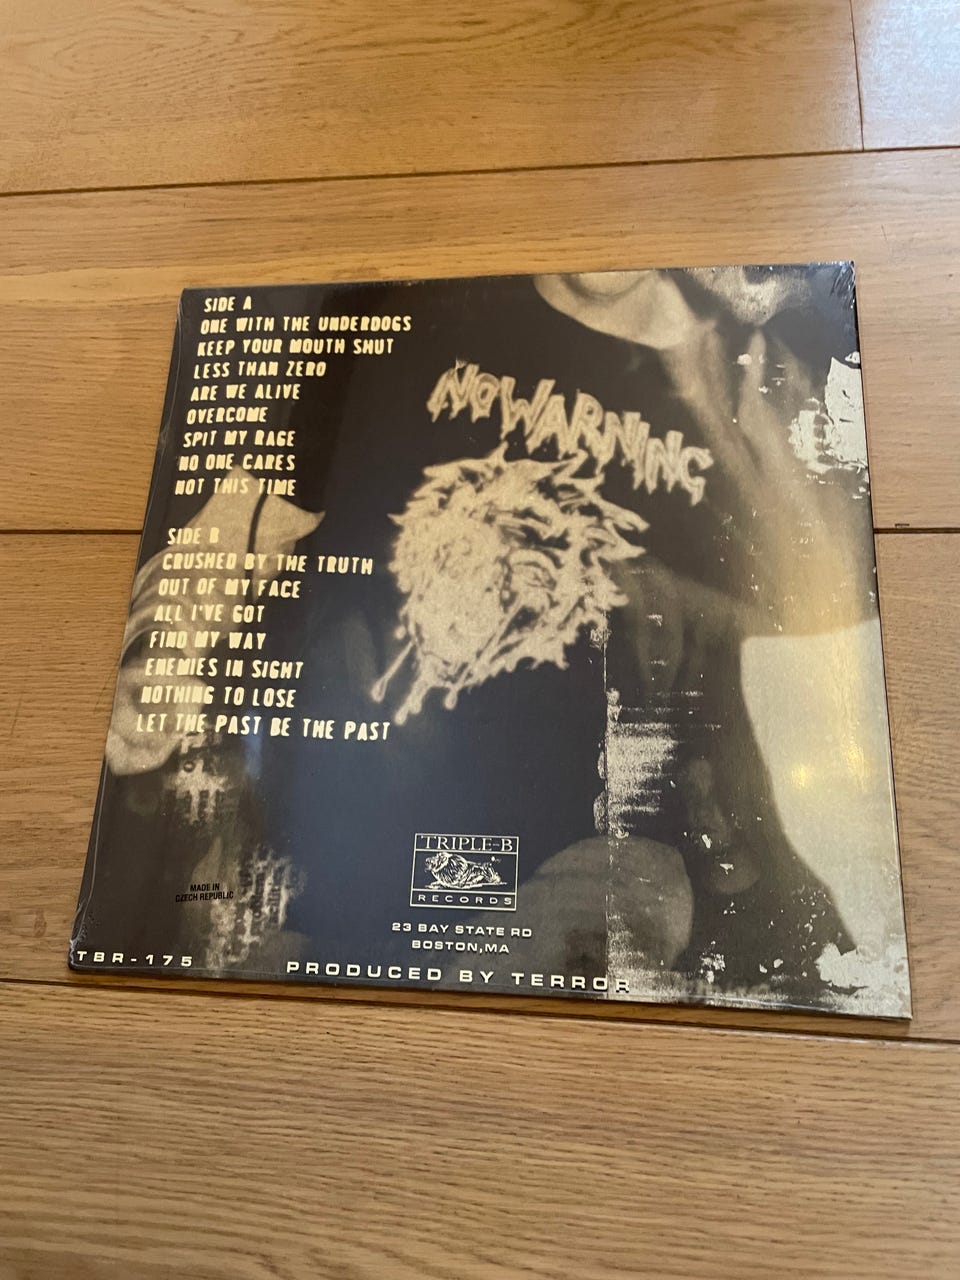 SIDE A
ONE WITH THE UNDERDOGS
KEEP YOUR MOUTH SHUT
LESS THAN ZERO
ARE WE ALIVE
OVERCOME
SPIT MY RAGE
NO ONE CARES
NOT THIS TIME
SIDE B
CRUSHED BY THE TRUTH
OUT OF MY FACE
ALL I'VE GOT
FIND MY WAY
ENEMIES IN SIGHT
NOTHING TO LOSE
LET THE PAST BE THE PAST
NO WARNING
TRIPLE-B
RECORDS
23 BAY STATE RD
BOSTON,MA
MADE IN
CZECH REPUBLIC
TBR-175
PRODUCED BY TERROR